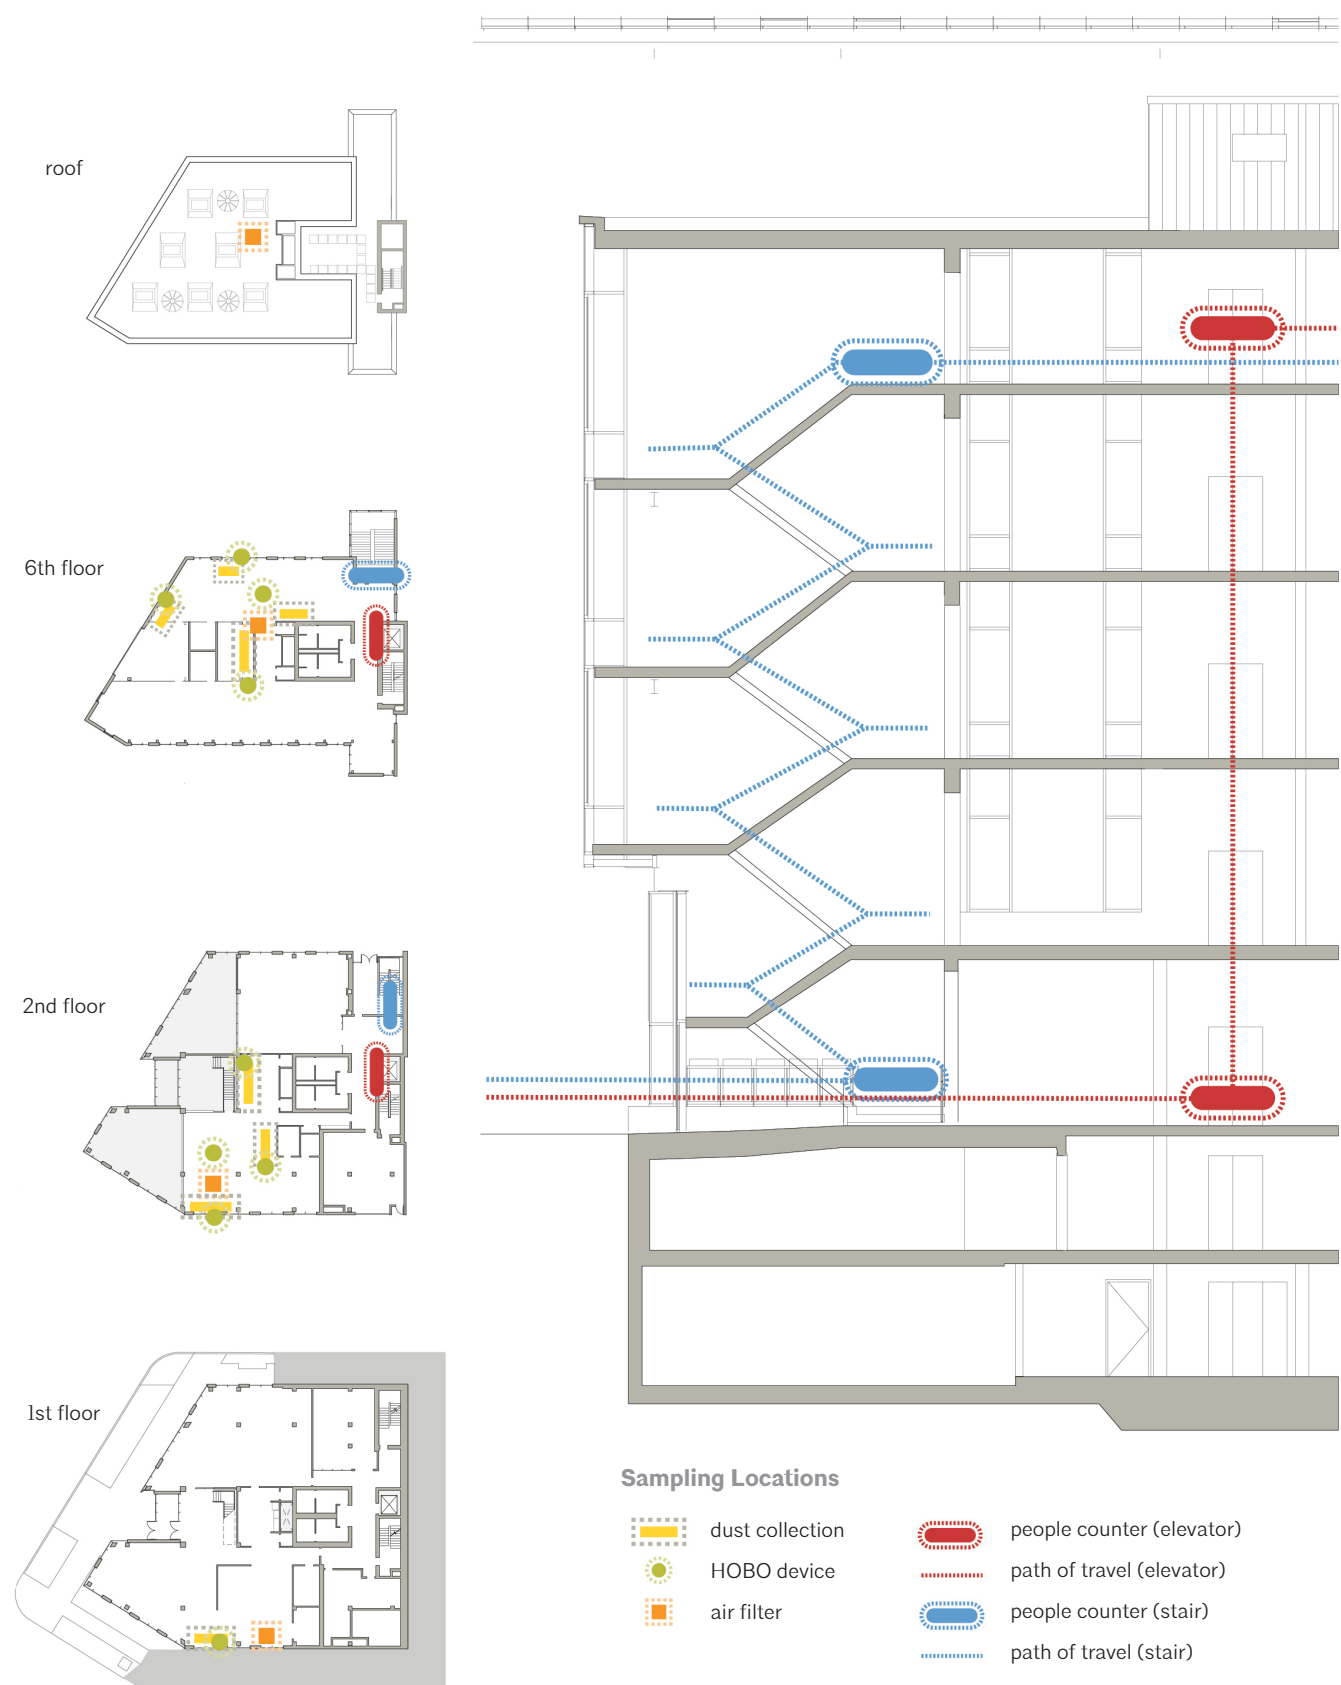 roof
6th floor
2nd floor
1st floor
Sampling Locations
dust collection
HOBO device
air filter
people counter (elevator)
path of travel (elevator)
people counter (stair)
path of travel (stair)